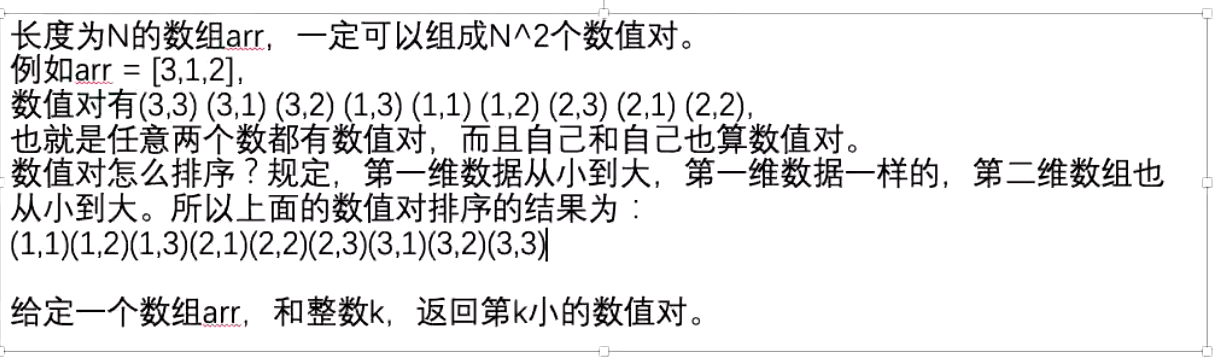 长度为N的数组arr，一定可以组成N^2个数值对。
例如arr = [3,1,2],
数值对有(3,3) (3,1) (3,2) (1,3) (1,1) (1,2) (2,3) (2,1) (2,2),
也就是任意两个数都有数值对，而且自己和自己也算数值对。
数值对怎么排序？规定，第一维数据从小到大，第一维数据一样的，第二维数组也
从小到大。所以上面的数值对排序的结果为：
(1,1)(1,2)(1,3)(2,1)(2,2)(2,3)(3,1)(3,2)(3,3)
给定一个数组arr，和整数k，返回第k小的数值对。